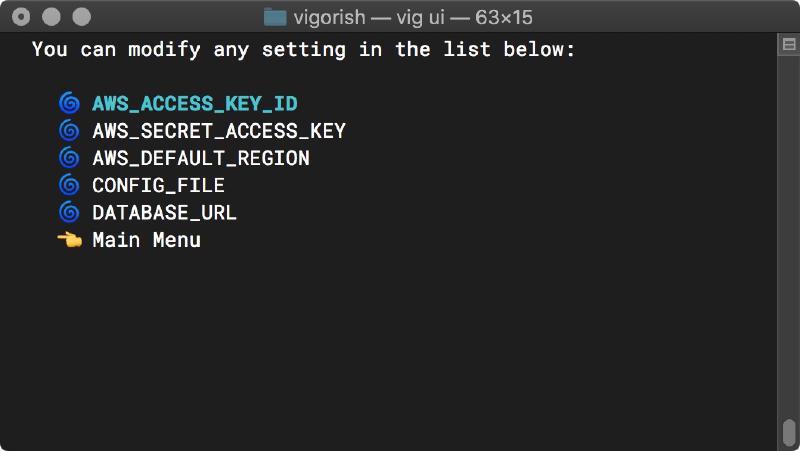 vigorish — vig ui — 63×15
You can modify any setting in the list below:
AWS_ACCESS_KEY_ID
AWS_SECRET_ACCESS_KEY
AWS_DEFAULT_REGION
CONFIG_FILE
DATABASE_URL
Main Menu